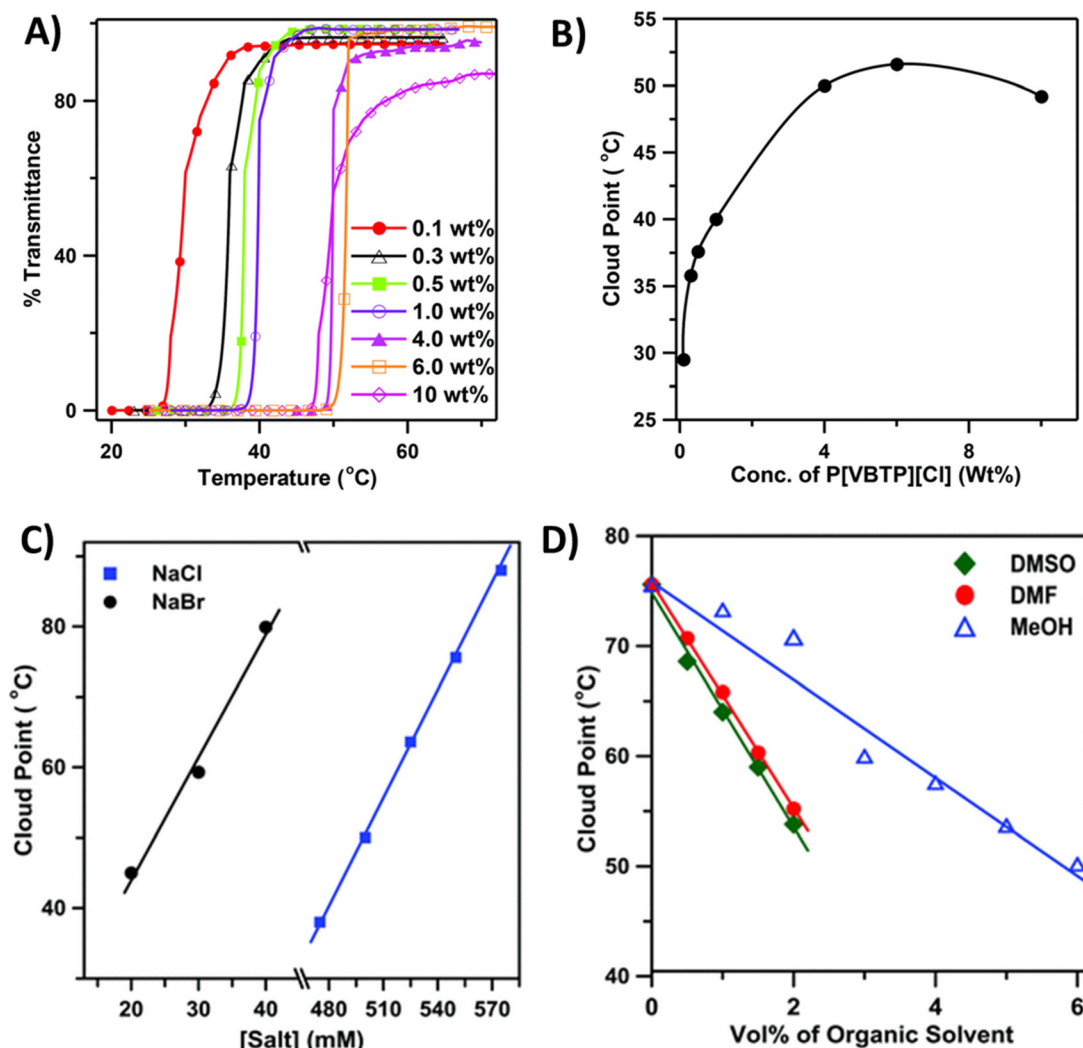 A)
80
40
0
% Transmittance
20
40
60
Temperature (°C)
0.1 wt%
0.3 wt%
0.5 wt%
1.0 wt%
4.0 wt%
6.0 wt%
10 wt%
B)
55
50
45
40
35
30
25
Cloud Point (°C)
0
4
8
Conc. of P[VBTP][Cl] (Wt%)
C)
NaCl
NaBr
80
60
40
Cloud Point (°C)
20
30
40
480
510
540
570
[Salt] (mM)
D)
DMSO
DMF
MeOH
80
70
60
50
40
Cloud Point (°C)
0
2
4
6
Vol% of Organic Solvent